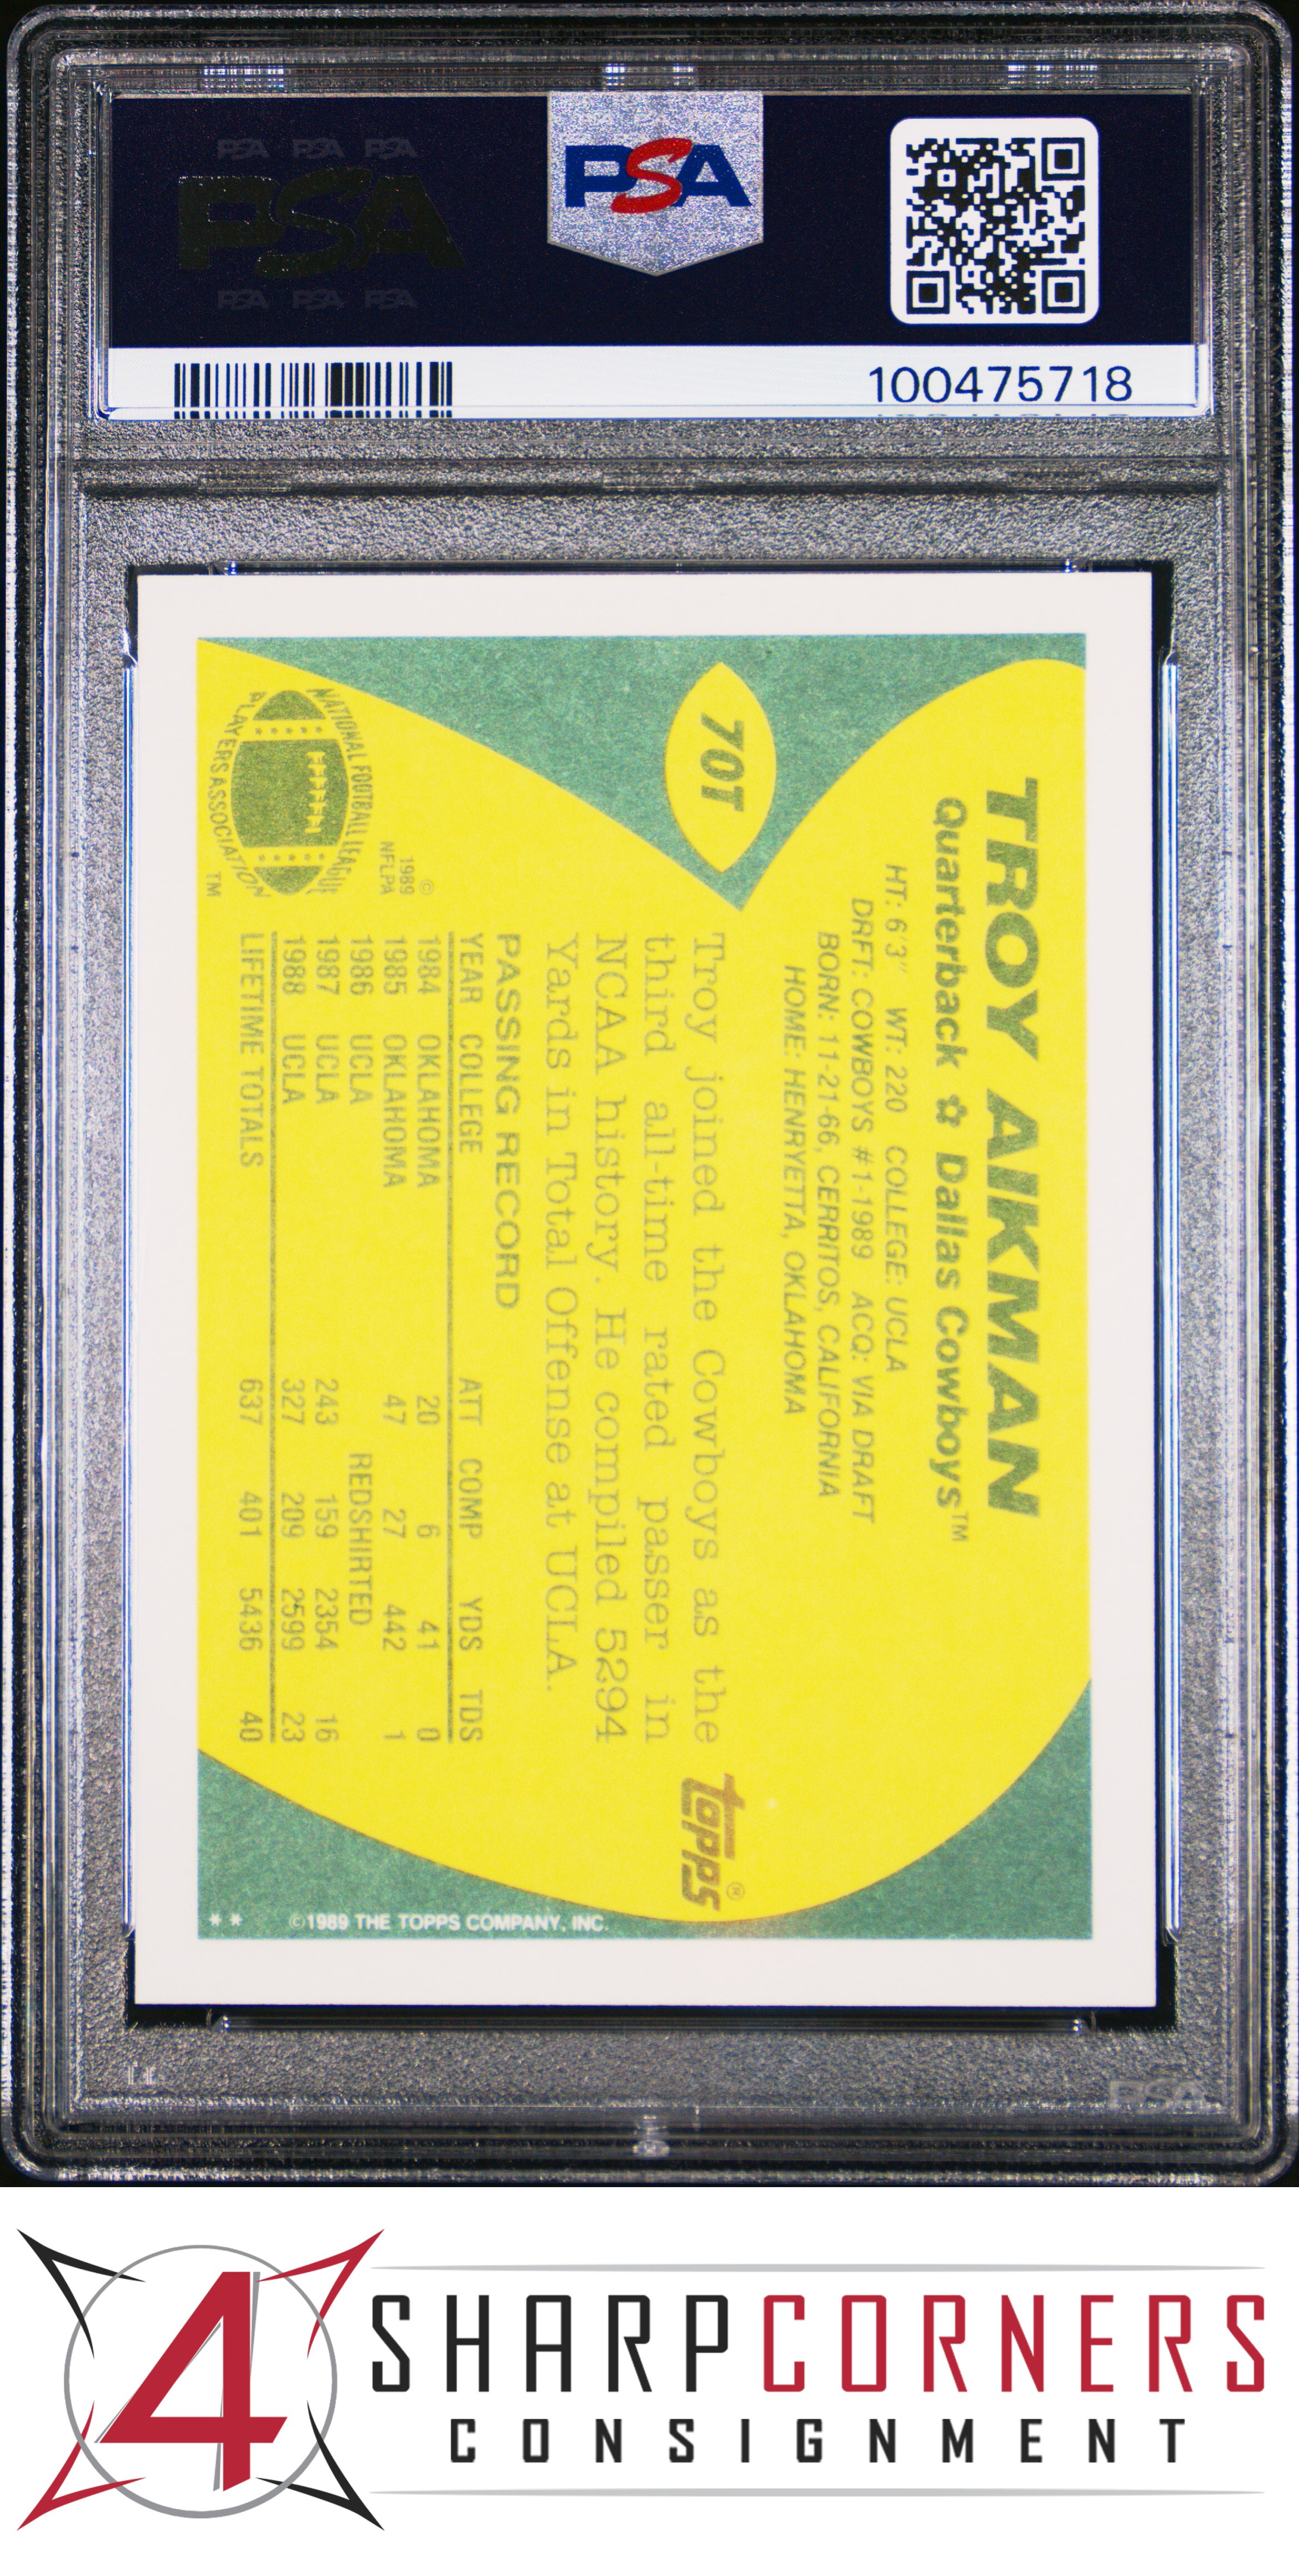 PSA PSA PSA
PSA
PSA PSA PSA
PSA
100475718
70T
TROY AIKMAN
Quarterback ✿ Dallas Cowboys™
HT: 6'3" WT: 220 COLLEGE: UCLA
DRFT: COWBOYS #1-1989 ACQ: VIA DRAFT
BORN: 11-21-66, CERRITOS, CALIFORNIA
HOME: HENRYETTA, OKLAHOMA
Troy joined the Cowboys as the
third all-time rated passer in
NCAA history. He compiled 5294
Yards in Total Offense at UCLA.
PASSING RECORD
YEAR COLLEGE ATT COMP YDS TDS
1984 OKLAHOMA 20 6 41 0
1985 OKLAHOMA 47 27 442 1
1986 UCLA REDSHIRTED
1987 UCLA 243 159 2354 16
1988 UCLA 327 209 2599 23
LIFETIME TOTALS 637 401 5436 40
NATIONAL FOOTBALL LEAGUE
PLAYERS ASSOCIATION ™
© 1989
NFLPA
topps®
** ©1989 THE TOPPS COMPANY, INC.
PSA
4
SHARPCORNERS
CONSIGNMENT